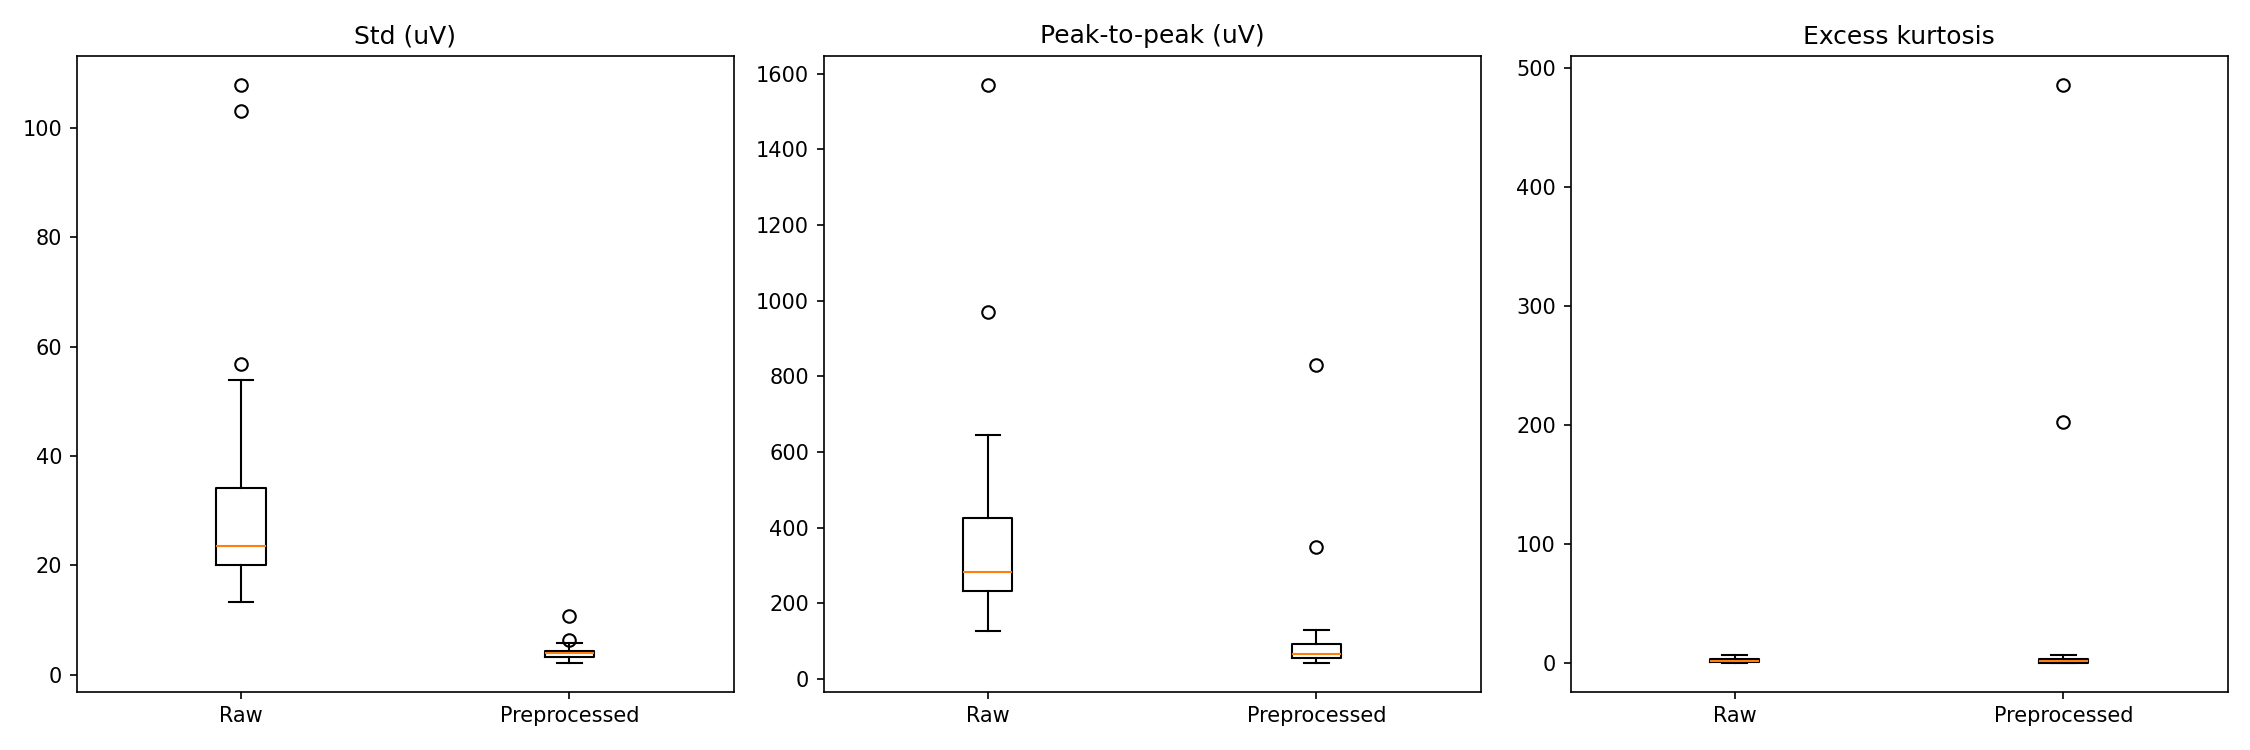 Std (uV)
100
80
60
40
20
0
Raw
Preprocessed
Peak-to-peak (uV)
1600
1400
1200
1000
800
600
400
200
0
Raw
Preprocessed
Excess kurtosis
500
400
300
200
100
0
Raw
Preprocessed